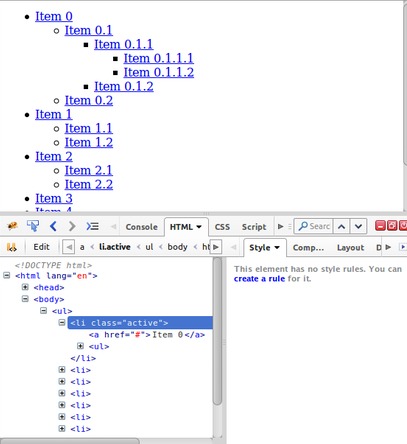 Item 0
Item 0.1
Item 0.1.1
Item 0.1.1.1
Item 0.1.1.2
Item 0.1.2
Item 0.2
Item 1
Item 1.1
Item 1.2
Item 2
Item 2.1
Item 2.2
Item 3
Console HTML CSS Script Searc
Edit a < li.active < ul < body < ht Style Comp... Layout D
<!DOCTYPE html>
<html lang="en">
<head>
<body>
<ul>
<li class="active">
<a href="#">Item 0</a>
<ul>
</li>
<li>
<li>
<li>
<li>
<li>
<li>
This element has no style rules. You can
create a rule for it.